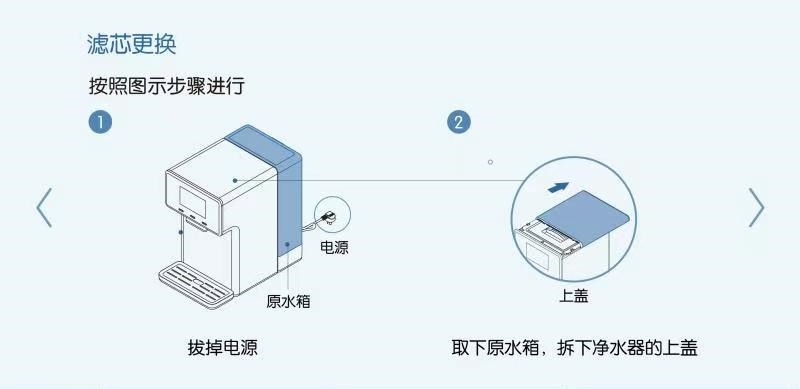 滤芯更换
按照图示步骤进行
1
2
电源
原水箱
上盖
拔掉电源
取下原水箱，拆下净水器的上盖